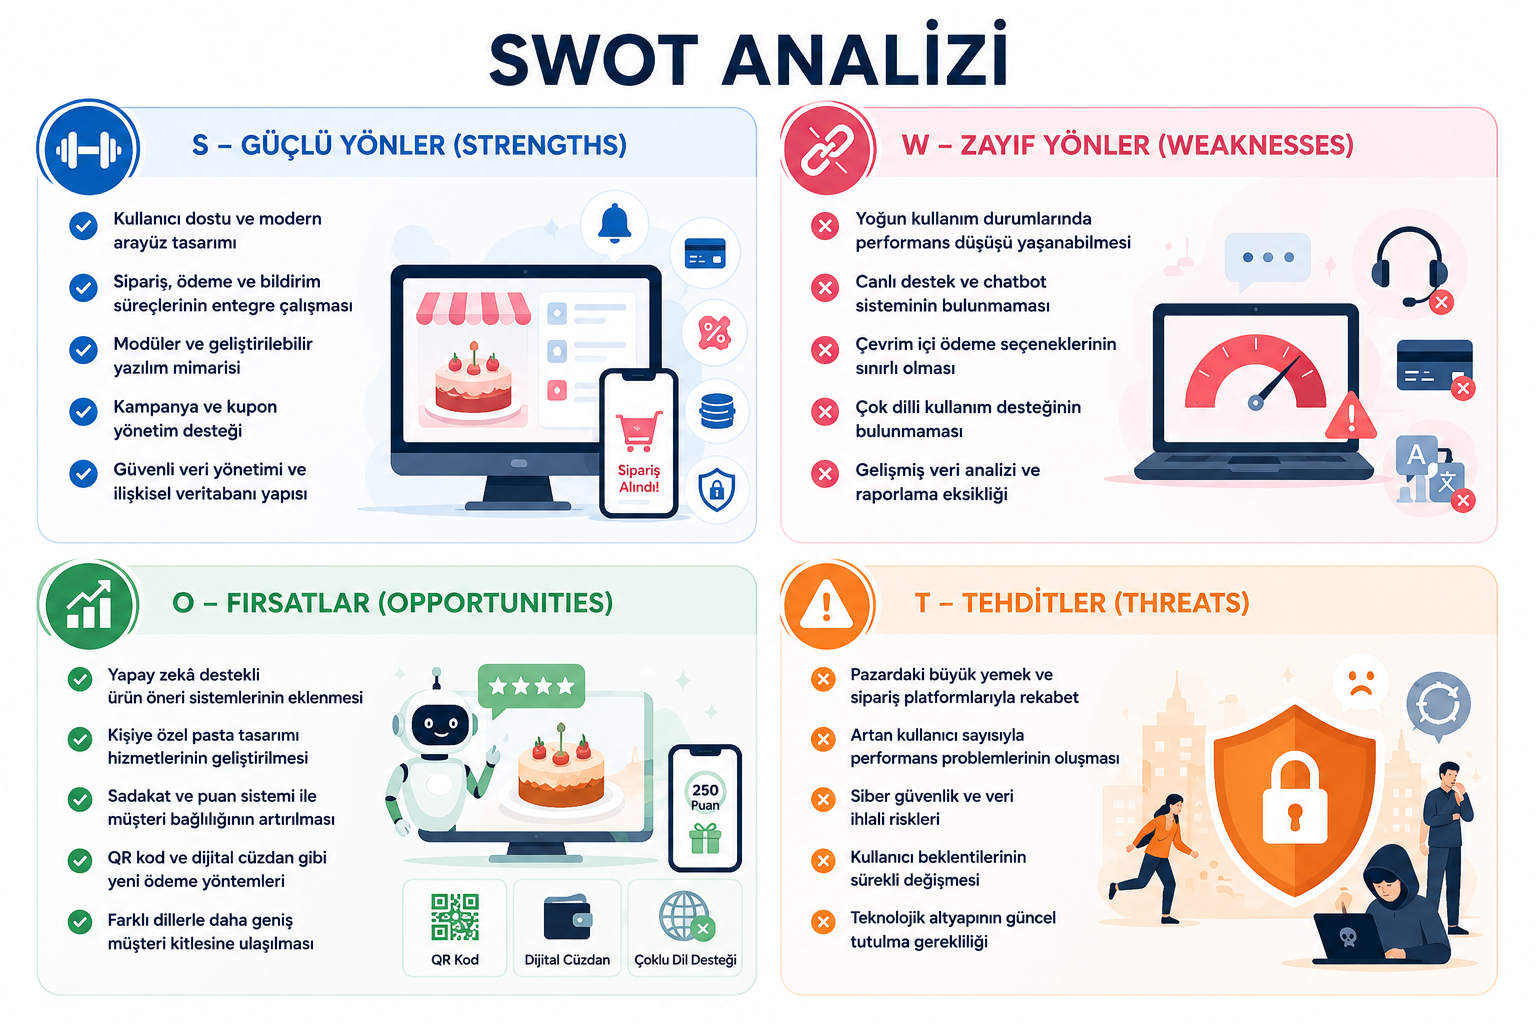 SWOT ANALİZİ
S – GÜÇLÜ YÖNLER (STRENGTHS)
Kullanıcı dostu ve modern
arayüz tasarımı
Sipariş, ödeme ve bildirim
süreçlerinin entegre çalışması
Modüler ve geliştirilebilir
yazılım mimarisi
Kampanya ve kupon
yönetim desteği
Güvenli veri yönetimi ve
ilişkisel veritabanı yapısı
%
Sipariş
Alındı!
W – ZAYIF YÖNLER (WEAKNESSES)
Yoğun kullanım durumlarında
performans düşüşü yaşanabilmesi
Canlı destek ve chatbot
sisteminin bulunmaması
Çevrim içi ödeme seçeneklerinin
sınırlı olması
Çok dilli kullanım desteğinin
bulunmaması
Gelişmiş veri analizi ve
raporlama eksikliği
A
文
O – FIRSATLAR (OPPORTUNITIES)
Yapay zekâ destekli
ürün öneri sistemlerinin eklenmesi
Kişiye özel pasta tasarımı
hizmetlerinin geliştirilmesi
Sadakat ve puan sistemi ile
müşteri bağlılığının artırılması
QR kod ve dijital cüzdan gibi
yeni ödeme yöntemleri
Farklı dillerle daha geniş
müşteri kitlesine ulaşılması
250
Puan
QR Kod
Dijital Cüzdan
Çoklu Dil Desteği
T – TEHDİTLER (THREATS)
Pazardaki büyük yemek ve
sipariş platformlarıyla rekabet
Artan kullanıcı sayısıyla
performans problemlerinin oluşması
Siber güvenlik ve veri
ihlali riskleri
Kullanıcı beklentilerinin
sürekli değişmesi
Teknolojik altyapının güncel
tutulma gerekliliği